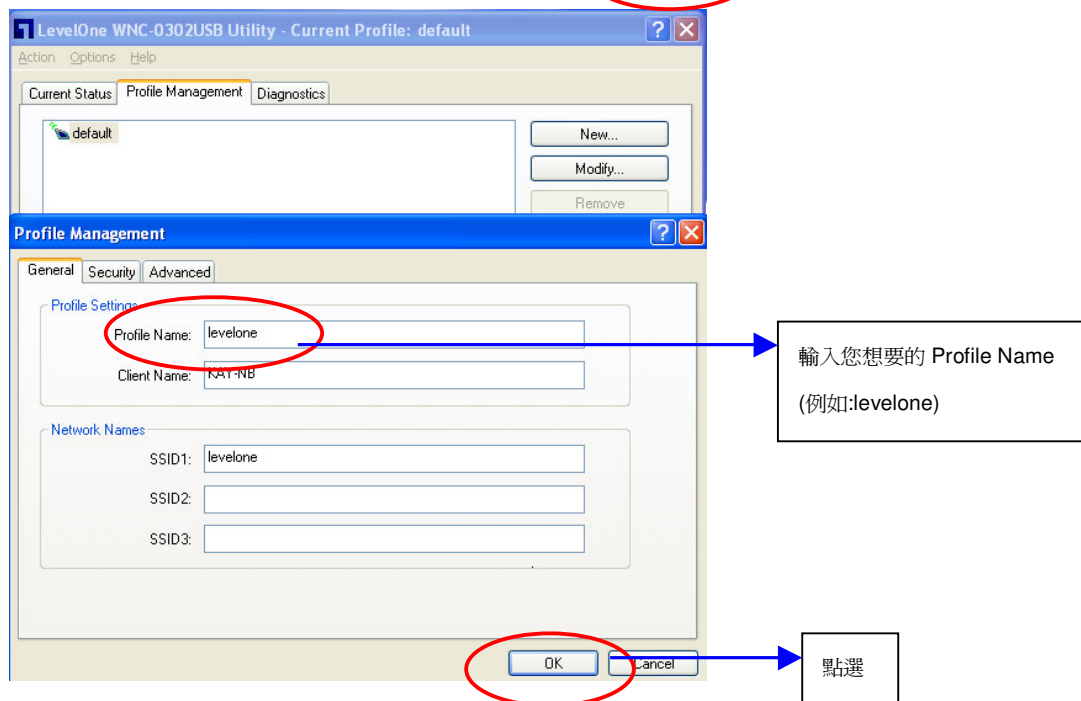 LevelOne WNC-0302USB Utility - Current Profile: default
Action Options Help
Current Status Profile Management Diagnostics
default
New...
Modify...
Remove
Profile Management
General Security Advanced
Profile Settings
Profile Name: levelone
Client Name: KAY-NB
Network Names
SSID1: levelone
SSID2:
SSID3:
OK Cancel
輸入您想要的 Profile Name
(例如:levelone)
點選